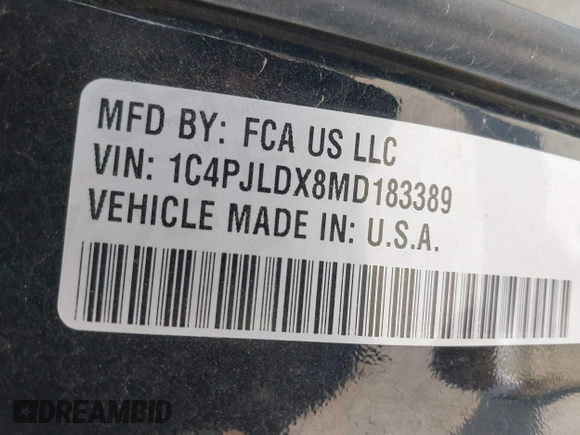 MFD BY: FCA US LLC
VIN: 1C4PJLDX8MD183389
VEHICLE MADE IN: U.S.A.
DREAMBID